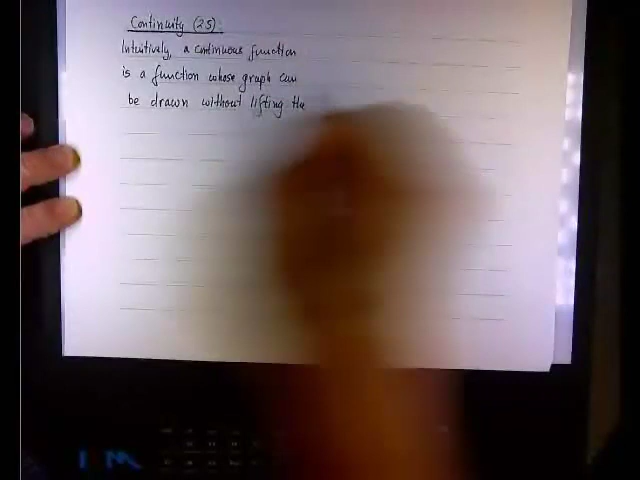 Continuity (2.5)
Intuitively, a continuous function
is a function whose graph can
be drawn without lifting the